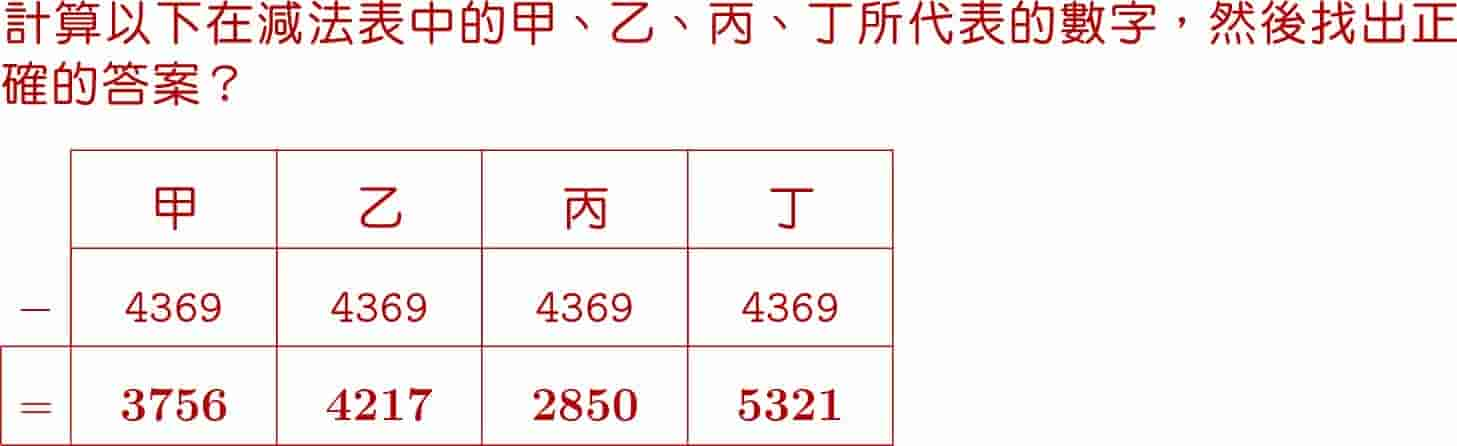 計算以下在減法表中的甲、乙、丙、丁所代表的數字，然後找出正
確的答案？
甲 乙 丙 丁
− 4369 4369 4369 4369
= 3756 4217 2850 5321